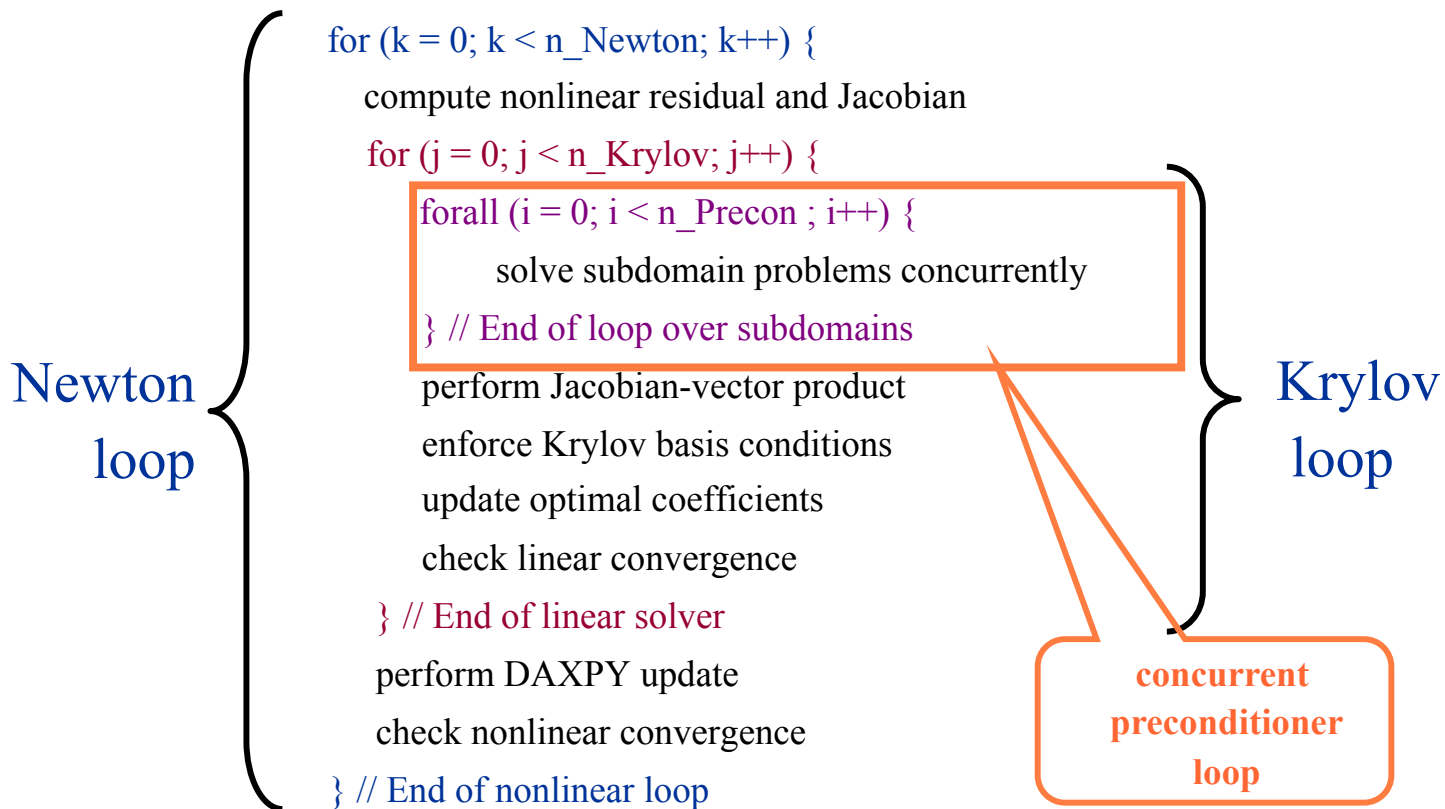 for (k = 0; k < n_Newton; k++) {
compute nonlinear residual and Jacobian
for (j = 0; j < n_Krylov; j++) {
forall (i = 0; i < n_Precon ; i++) {
solve subdomain problems concurrently
} // End of loop over subdomains
perform Jacobian-vector product
enforce Krylov basis conditions
update optimal coefficients
check linear convergence
} // End of linear solver
perform DAXPY update
check nonlinear convergence
} // End of nonlinear loop
Newton
loop
Krylov
loop
concurrent
preconditioner
loop